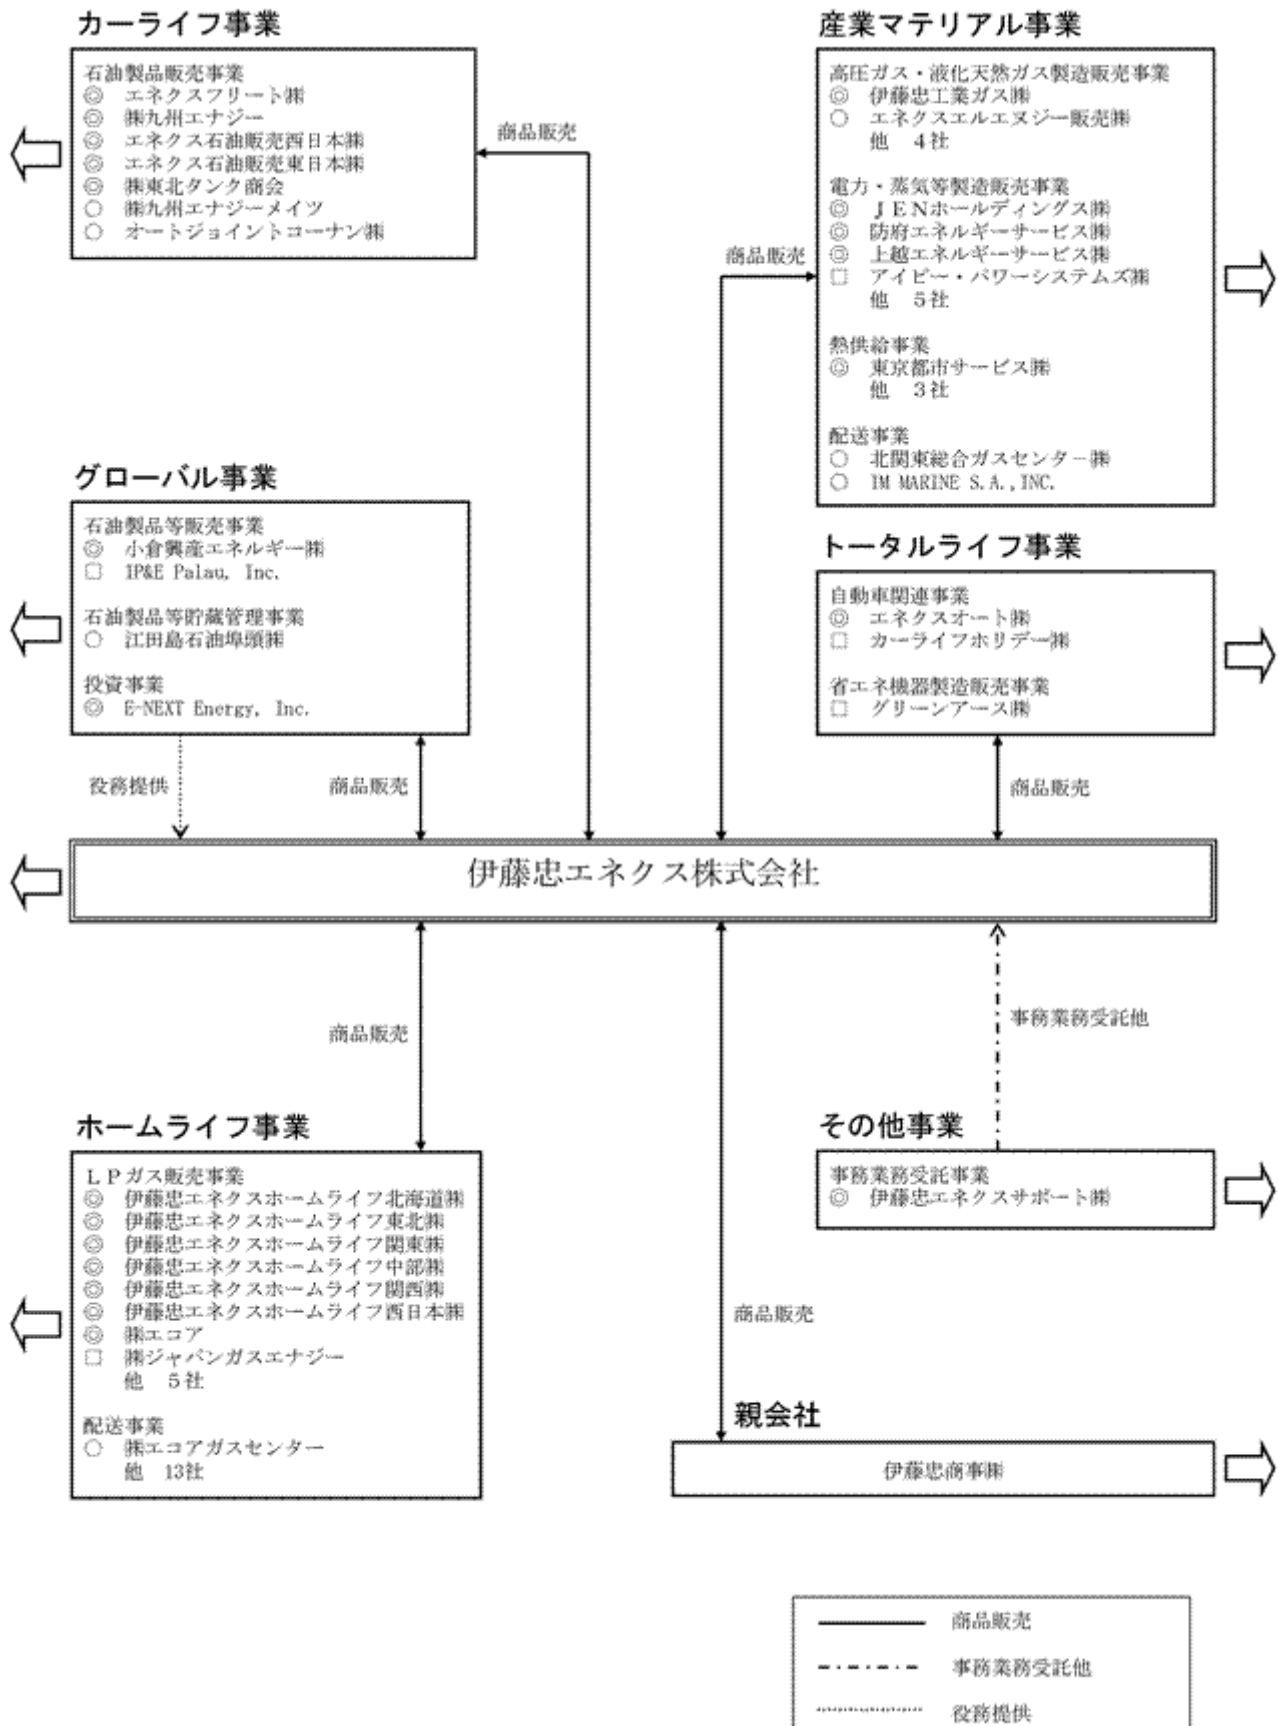 カーライフ事業
石油製品販売事業
◎ エネクスフリート㈱
◎ ㈱九州エナジー
◎ エネクス石油販売西日本㈱
◎ エネクス石油販売東日本㈱
◎ ㈱東北タンク商会
○ ㈱九州エナジーメイツ
○ オートジョイントコーナン㈱
商品販売
産業マテリアル事業
高圧ガス・液化天然ガス製造販売事業
◎ 伊藤忠工業ガス㈱
○ エネクスエルエヌジー販売㈱
他 4社
電力・蒸気等製造販売事業
◎ ＪＥＮホールディングス㈱
◎ 防府エネルギーサービス㈱
◎ 上越エネルギーサービス㈱
□ アイピー・パワーシステムズ㈱
他 5社
熱供給事業
◎ 東京都市サービス㈱
他 3社
配送事業
○ 北関東総合ガスセンター㈱
○ IM MARINE S.A.,INC.
商品販売
グローバル事業
石油製品等販売事業
◎ 小倉興産エネルギー㈱
□ IP&E Palau, Inc.
石油製品等貯蔵管理事業
○ 江田島石油埠頭㈱
投資事業
◎ E-NEXT Energy, Inc.
役務提供
商品販売
トータルライフ事業
自動車関連事業
◎ エネクスオート㈱
□ カーライフホリデー㈱
省エネ機器製造販売事業
□ グリーンアース㈱
商品販売
伊藤忠エネクス株式会社
商品販売
事務業務受託他
ホームライフ事業
ＬＰガス販売事業
◎ 伊藤忠エネクスホームライフ北海道㈱
◎ 伊藤忠エネクスホームライフ東北㈱
◎ 伊藤忠エネクスホームライフ関東㈱
◎ 伊藤忠エネクスホームライフ中部㈱
◎ 伊藤忠エネクスホームライフ関西㈱
◎ 伊藤忠エネクスホームライフ西日本㈱
◎ ㈱エコア
□ ㈱ジャパンガスエナジー
他 5社
配送事業
○ ㈱エコアガスセンター
他 13社
その他事業
事務業務受託事業
◎ 伊藤忠エネクスサポート㈱
商品販売
親会社
伊藤忠商事㈱
商品販売
事務業務受託他
役務提供